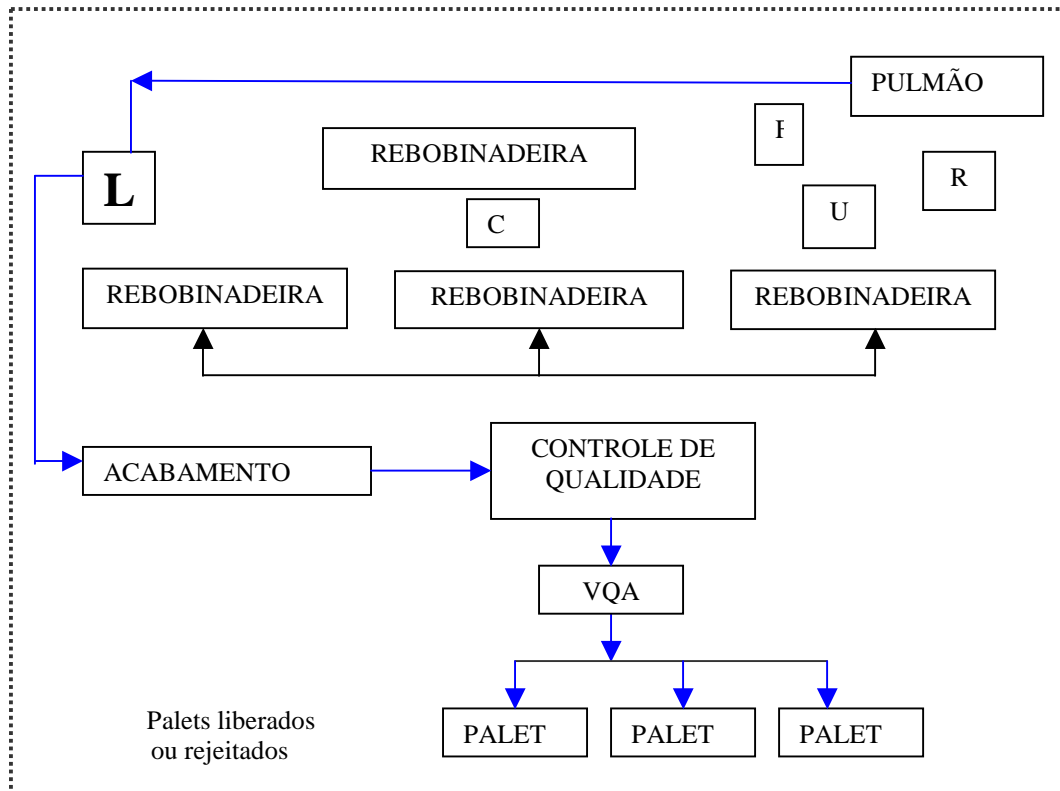 PULMÃO
REBOBINADEIRA
R
L
U
C
REBOBINADEIRA
REBOBINADEIRA
REBOBINADEIRA
ACABAMENTO
CONTROLE DE
QUALIDADE
VQA
Palets liberados
ou rejeitados
PALET
PALET
PALET